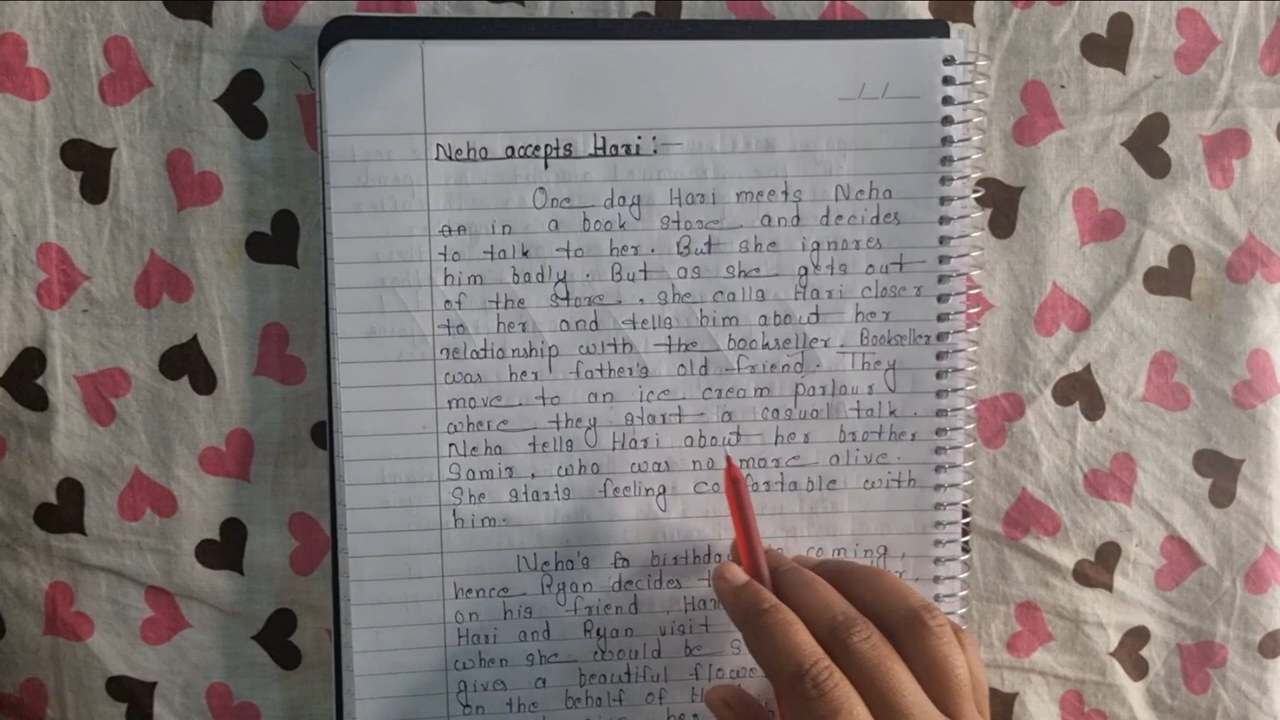 _/_/_
Neha accepts Hari :-
One day Hari meets Neha
an in a book store, and decides
to talk to her. But she ignores
him badly. But as she gets out
of the store, she calls Hari closer
to her and tells him about her
relationship with the bookseller. Bookseller
was her father's old friend. They
move to an ice cream parlour
where they start a casual talk.
Neha tells Hari about her brother
Samir, who was no more alive.
She starts feeling comfortable with
him.
Neha's birthday is coming,
hence Ryan decides
on his friend, Hari
Hari and Ryan visit
when she would be
gives a beautiful
on the behalf of
her